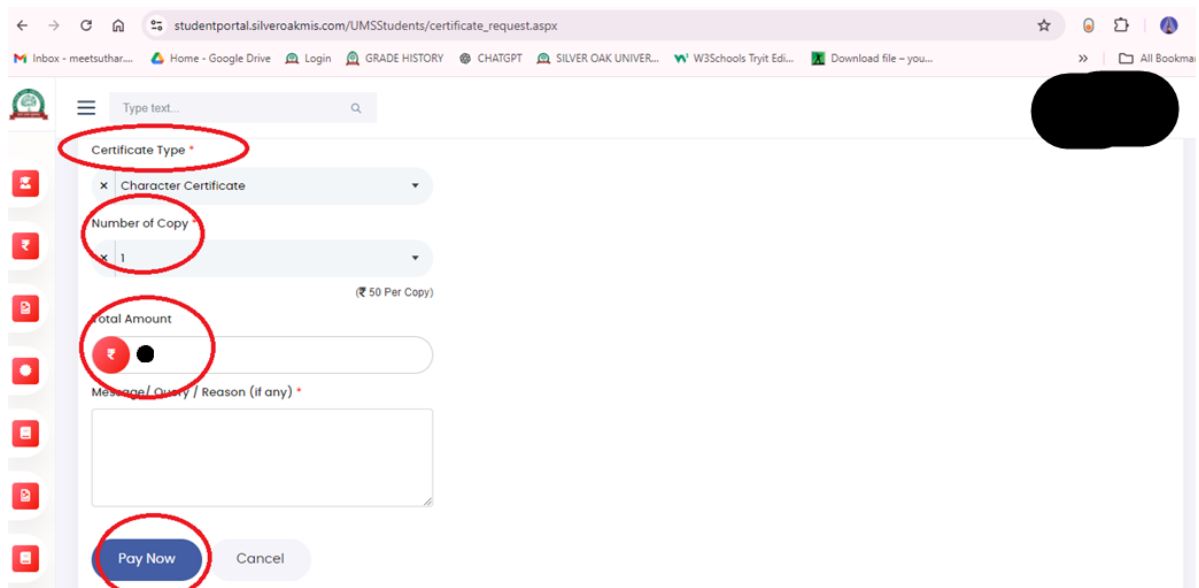 studentportal.silveroakmis.com/UMSStudents/certificate_request.aspx
Inbox - meetsuthar.... Home - Google Drive Login GRADE HISTORY CHATGPT SILVER OAK UNIVER... W3Schools Tryit Edi... Download file – you... » All Bookmar
Type text...
Certificate Type *
× Character Certificate
Number of Copy *
× 1
(₹ 50 Per Copy)
Total Amount
₹
Message/ Query / Reason (if any) *
Pay Now Cancel